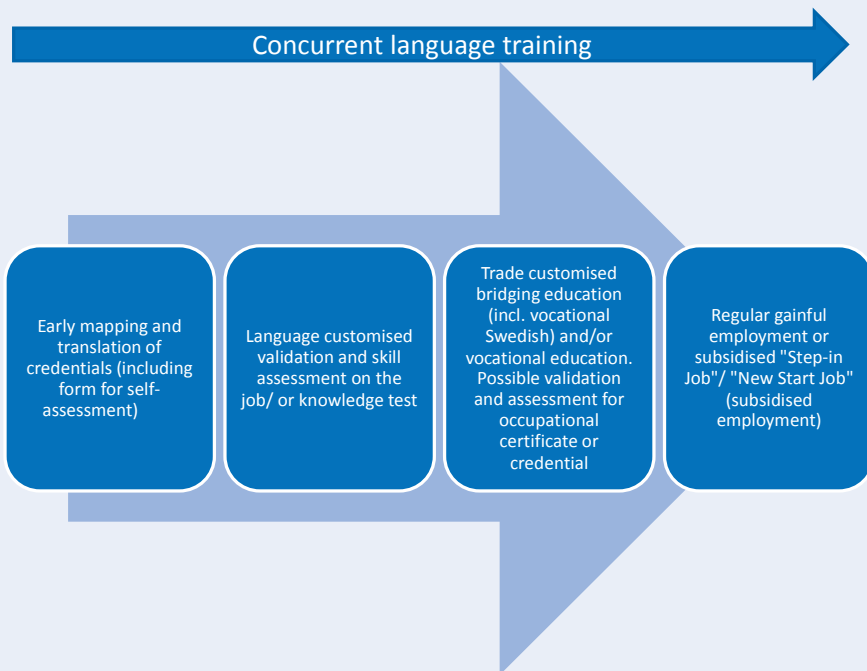 Concurrent language training
Early mapping and
translation of
credentials (including
form for self-
assessment)
Language customised
validation and skill
assessment on the
job/ or knowledge test
Trade customised
bridging education
(incl. vocational
Swedish) and/or
vocational education.
Possible validation
and assessment for
occupational
certificate or
credential
Regular gainful
employment or
subsidised "Step-in
Job"/ "New Start Job"
(subsidised
employment)